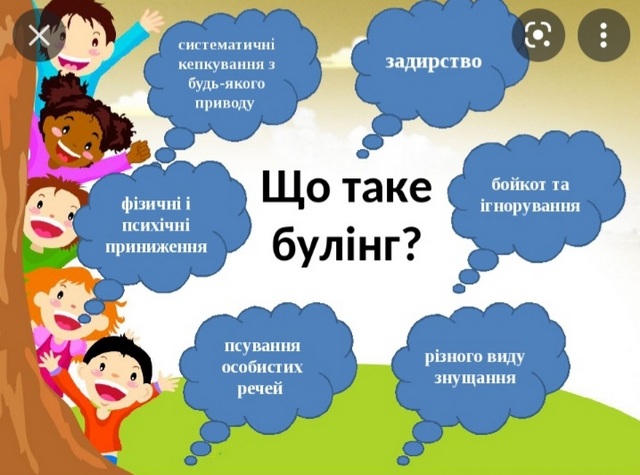 систематичні
кепкування з
будь-якого
приводу
задирство
Що таке
булінг?
бойкот та
ігнорування
фізичні і
психічні
приниження
псування
особистих
речей
різного виду
знущання